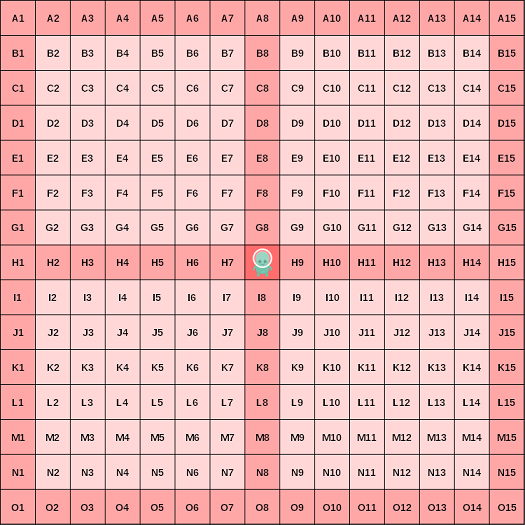 A1 A2 A3 A4 A5 A6 A7 A8 A9 A10 A11 A12 A13 A14 A15
B1 B2 B3 B4 B5 B6 B7 B8 B9 B10 B11 B12 B13 B14 B15
C1 C2 C3 C4 C5 C6 C7 C8 C9 C10 C11 C12 C13 C14 C15
D1 D2 D3 D4 D5 D6 D7 D8 D9 D10 D11 D12 D13 D14 D15
E1 E2 E3 E4 E5 E6 E7 E8 E9 E10 E11 E12 E13 E14 E15
F1 F2 F3 F4 F5 F6 F7 F8 F9 F10 F11 F12 F13 F14 F15
G1 G2 G3 G4 G5 G6 G7 G8 G9 G10 G11 G12 G13 G14 G15
H1 H2 H3 H4 H5 H6 H7 H9 H10 H11 H12 H13 H14 H15
I1 I2 I3 I4 I5 I6 I7 I8 I9 I10 I11 I12 I13 I14 I15
J1 J2 J3 J4 J5 J6 J7 J8 J9 J10 J11 J12 J13 J14 J15
K1 K2 K3 K4 K5 K6 K7 K8 K9 K10 K11 K12 K13 K14 K15
L1 L2 L3 L4 L5 L6 L7 L8 L9 L10 L11 L12 L13 L14 L15
M1 M2 M3 M4 M5 M6 M7 M8 M9 M10 M11 M12 M13 M14 M15
N1 N2 N3 N4 N5 N6 N7 N8 N9 N10 N11 N12 N13 N14 N15
O1 O2 O3 O4 O5 O6 O7 O8 O9 O10 O11 O12 O13 O14 O15